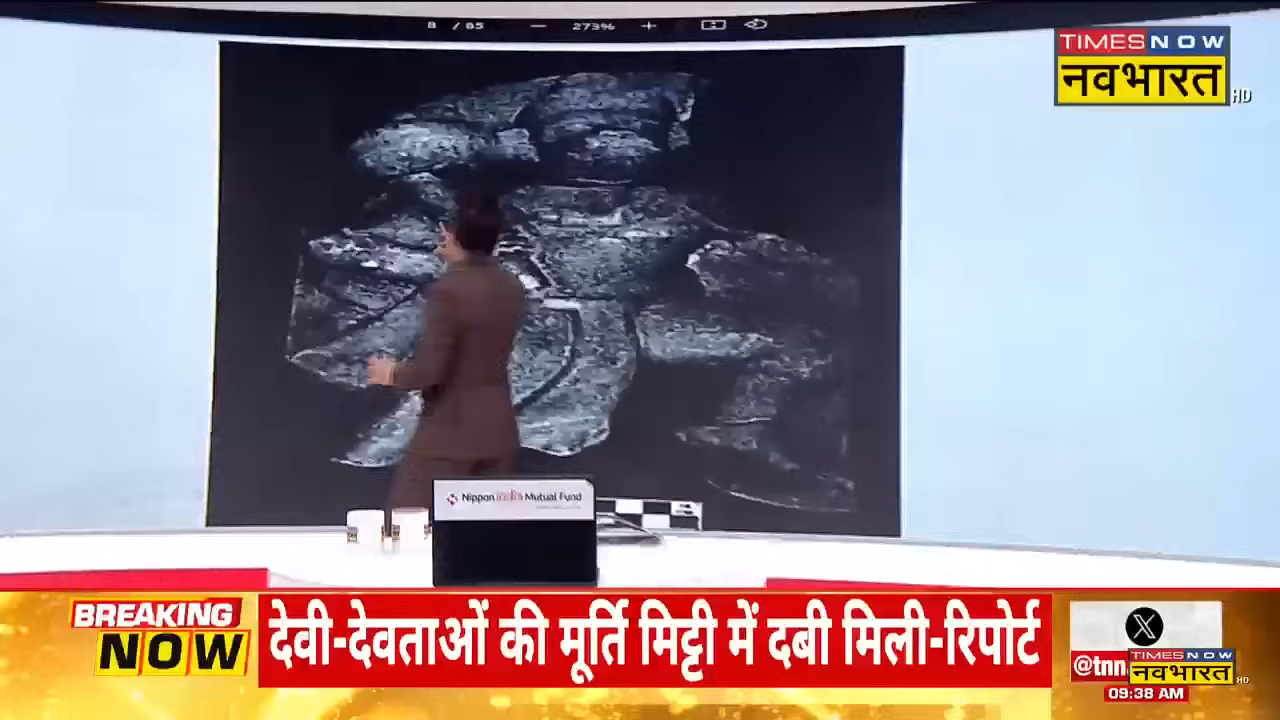 8 / 85 — 273% +
TIMES NOW
नवभारत
HD
Nippon India Mutual Fund
BREAKING
NOW
देवी-देवताओं की मूर्ति मिट्टी में दबी मिली-रिपोर्ट
X
@tnn
TIMES NOW
नवभारत
HD
09:38 AM